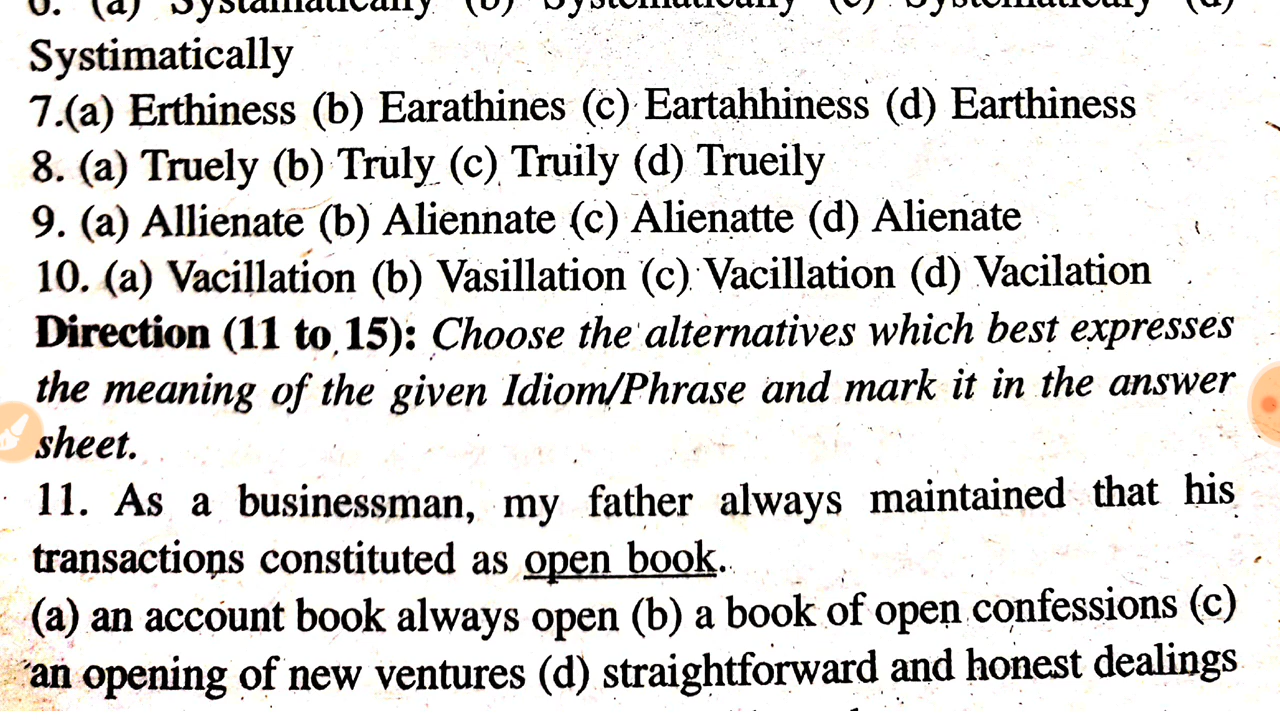 6. (a) Systamatically (b) Systematically (c) Systematicaly (d)
Systimatically
7.(a) Erthiness (b) Earathines (c) Eartahhiness (d) Earthiness
8. (a) Truely (b) Truly (c) Truily (d) Trueily
9. (a) Allienate (b) Aliennate (c) Alienatte (d) Alienate
10. (a) Vacillation (b) Vasillation (c) Vacillation (d) Vacilation
Direction (11 to 15): Choose the alternatives which best expresses
the meaning of the given Idiom/Phrase and mark it in the answer
sheet.
11. As a businessman, my father always maintained that his
transactions constituted as open book.
(a) an account book always open (b) a book of open confessions (c)
an opening of new ventures (d) straightforward and honest dealings